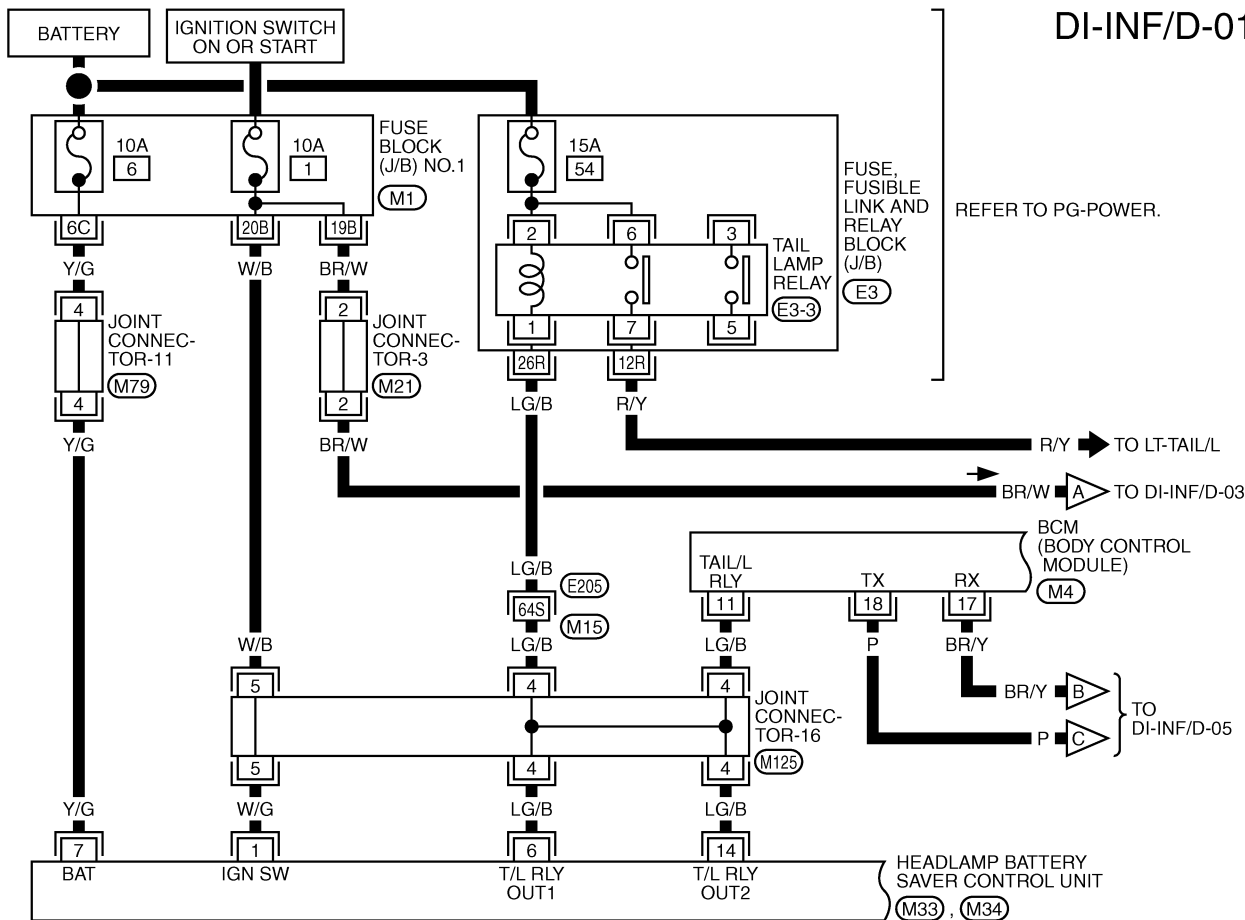 DI-INF/D-01
BATTERY
IGNITION SWITCH
ON OR START
10A
6
10A
1
FUSE
BLOCK
(J/B) NO.1
M1
15A
54
FUSE,
FUSIBLE
LINK AND
RELAY
BLOCK
(J/B)
E3
REFER TO PG-POWER.
6C
20B
19B
2
6
3
TAIL
LAMP
RELAY
E3-3
1
7
5
Y/G
W/B
BR/W
4
JOINT
CONNEC-
TOR-11
M79
4
2
JOINT
CONNEC-
TOR-3
M21
2
26R
12R
LG/B
R/Y
Y/G
BR/W
R/Y
TO LT-TAIL/L
BR/W
A
TO DI-INF/D-03
BCM
(BODY CONTROL
MODULE)
M4
TAIL/L
RLY
TX
RX
11
18
17
LG/B
E205
64S
M15
W/B
LG/B
LG/B
P
BR/Y
BR/Y
B
P
C
TO
DI-INF/D-05
5
4
4
JOINT
CONNEC-
TOR-16
M125
5
4
4
Y/G
W/G
LG/B
LG/B
7
1
6
14
BAT
IGN SW
T/L RLY
OUT1
T/L RLY
OUT2
HEADLAMP BATTERY
SAVER CONTROL UNIT
M33 , M34